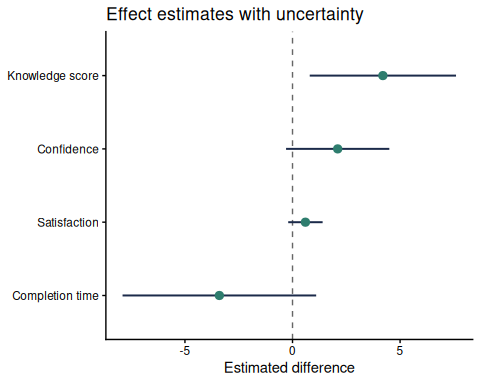 Effect estimates with uncertainty
Knowledge score
Confidence
Satisfaction
Completion time
-5 0 5
Estimated difference